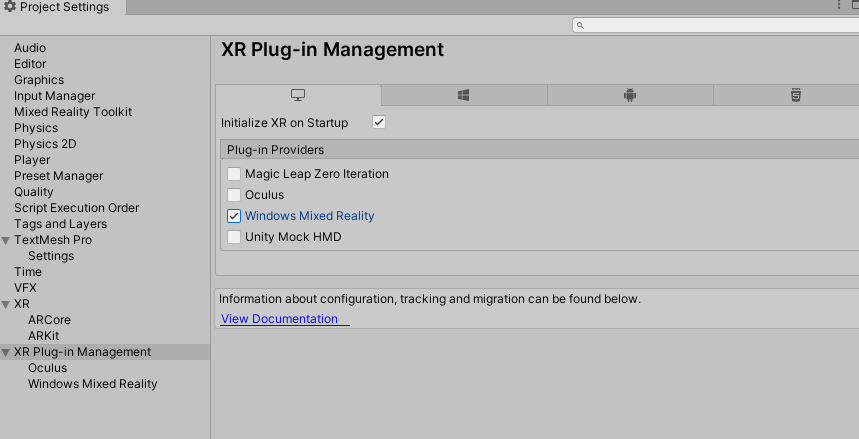 Project Settings
Audio
Editor
Graphics
Input Manager
Mixed Reality Toolkit
Physics
Physics 2D
Player
Preset Manager
Quality
Script Execution Order
Tags and Layers
TextMesh Pro
Settings
Time
VFX
XR
ARCore
ARKit
XR Plug-in Management
Oculus
Windows Mixed Reality
XR Plug-in Management
Initialize XR on Startup
Plug-in Providers
Magic Leap Zero Iteration
Oculus
Windows Mixed Reality
Unity Mock HMD
Information about configuration, tracking and migration can be found below.
View Documentation